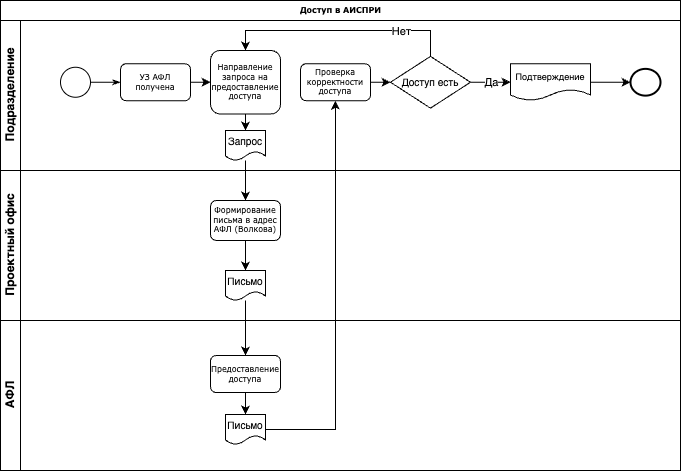 Доступ в АИСПРИ
Подразделение
Нет
УЗ АФЛ
получена
Направление
запроса на
предоставление
доступа
Проверка
корректности
доступа
Доступ есть
Да
Подтверждение
Запрос
Проектный офис
Формирование
письма в адрес
АФЛ (Волкова)
Письмо
АФЛ
Предоставление
доступа
Письмо